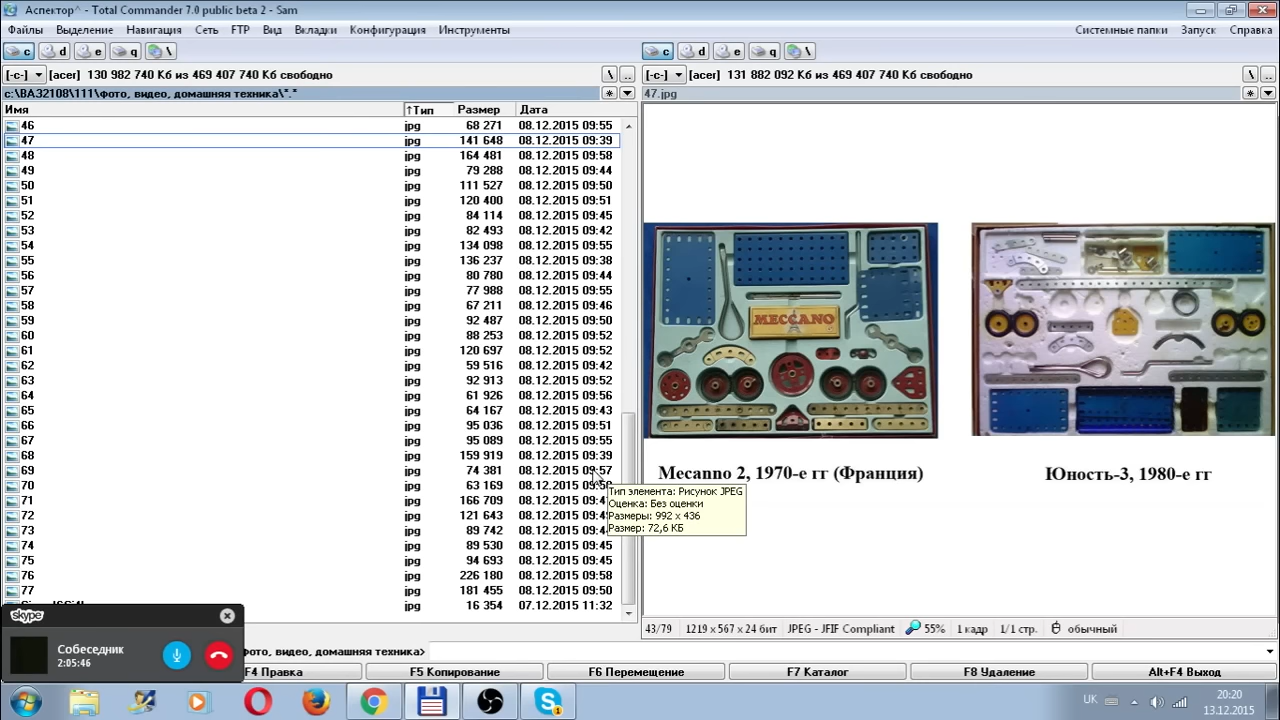 Аспектор^ - Total Commander 7.0 public beta 2 - Sam
Файлы Выделение Навигация Сеть FTP Вид Вкладки Конфигурация Инструменты Системные папки Запуск Справка
c d e q \ c d e q \
[-c-] [acer] 130 982 740 Кб из 469 407 740 Кб свободно \ .. [-c-] [acer] 131 882 092 Кб из 469 407 740 Кб свободно \ ..
c:\BA32108\111\Фото, видео, домашняя техника\*.* * 47.jpg *
Имя ↑Тип Размер Дата
46 jpg 68 271 08.12.2015 09:55
47 jpg 141 648 08.12.2015 09:39
48 jpg 164 481 08.12.2015 09:58
49 jpg 79 288 08.12.2015 09:44
50 jpg 111 527 08.12.2015 09:50
51 jpg 120 400 08.12.2015 09:51
52 jpg 84 114 08.12.2015 09:45
53 jpg 82 493 08.12.2015 09:42
54 jpg 134 098 08.12.2015 09:55
55 jpg 136 237 08.12.2015 09:38
56 jpg 80 780 08.12.2015 09:44
57 jpg 77 988 08.12.2015 09:55
58 jpg 67 211 08.12.2015 09:46
59 jpg 92 487 08.12.2015 09:50
60 jpg 88 253 08.12.2015 09:52
61 jpg 120 697 08.12.2015 09:52
62 jpg 59 516 08.12.2015 09:42
63 jpg 92 913 08.12.2015 09:52
64 jpg 61 926 08.12.2015 09:56
65 jpg 64 167 08.12.2015 09:43
66 jpg 95 036 08.12.2015 09:51
67 jpg 95 089 08.12.2015 09:55
68 jpg 159 919 08.12.2015 09:39
69 jpg 74 381 08.12.2015 09:57
70 jpg 63 169 08.12.2015
71 jpg 166 709 08.12.2015
72 jpg 121 643 08.12.2015
73 jpg 89 742 08.12.2015
74 jpg 89 530 08.12.2015 09:45
75 jpg 94 693 08.12.2015 09:45
76 jpg 226 180 08.12.2015 09:58
77 jpg 181 455 08.12.2015 09:50
jpg 16 354 07.12.2015 11:32
MECCANO
Meсanno 2, 1970-е гг (Франция) Юность-3, 1980-е гг
Тип элемента: Рисунок JPEG
Оценка: Без оценки
Размеры: 992 x 436
Размер: 72,6 КБ
43/79 1219 x 567 x 24 бит JPEG - JFIF Compliant 55% 1 кадр 1/1 стр. обычный
skype
Собеседник
2:05:46
фото, видео, домашняя техника>
F4 Правка F5 Копирование F6 Перемещение F7 Каталог F8 Удаление Alt+F4 Выход
UK 20:20
13.12.2015